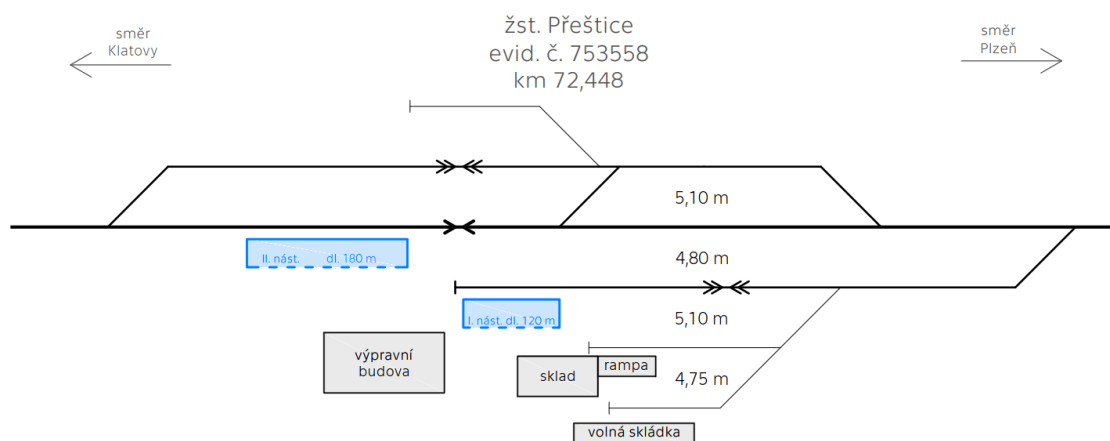 směr
Klatovy
žst. Přeštice
evid. č. 753558
km 72,448
směr
Plzeň
5,10 m
II. nást. dl. 180 m
4,80 m
I. nást. dl. 120 m
5,10 m
výpravní
budova
sklad
rampa
4,75 m
volná skládka